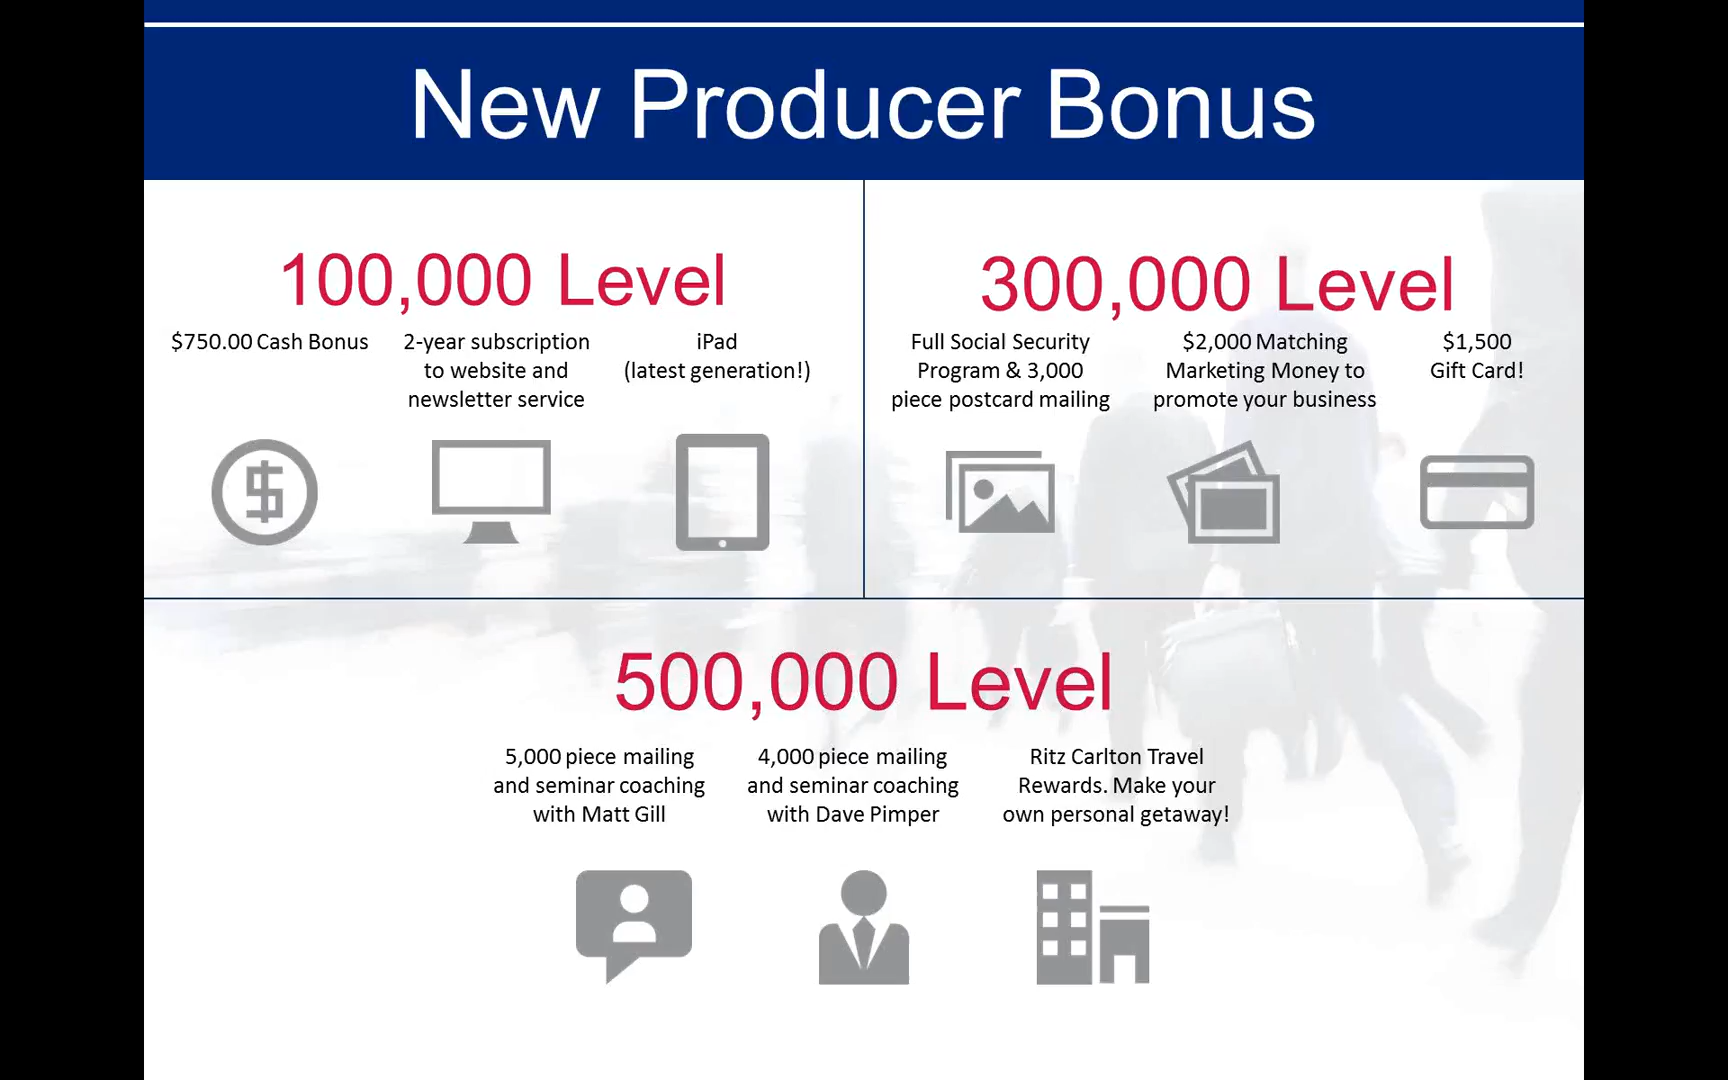 New Producer Bonus
100,000 Level
$750.00 Cash Bonus
2-year subscription
to website and
newsletter service
iPad
(latest generation!)
300,000 Level
Full Social Security
Program & 3,000
piece postcard mailing
$2,000 Matching
Marketing Money to
promote your business
$1,500
Gift Card!
500,000 Level
5,000 piece mailing
and seminar coaching
with Matt Gill
4,000 piece mailing
and seminar coaching
with Dave Pimper
Ritz Carlton Travel
Rewards. Make your
own personal getaway!